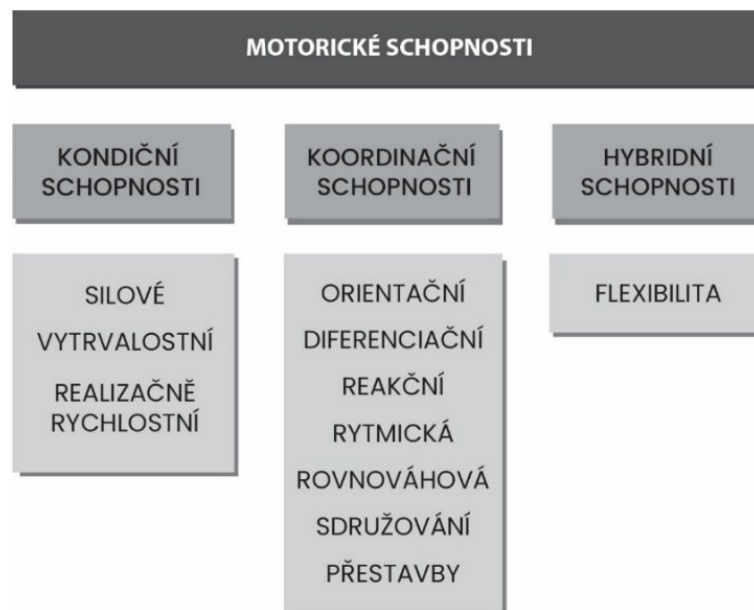 MOTORICKÉ SCHOPNOSTI
KONDIČNÍ
SCHOPNOSTI
SILOVÉ
VYTRVALOSTNÍ
REALIZAČNĚ
RYCHLOSTNÍ
KOORDINAČNÍ
SCHOPNOSTI
ORIENTAČNÍ
DIFERENCIAČNÍ
REAKČNÍ
RYTMICKÁ
ROVNOVÁHOVÁ
SDRUŽOVÁNÍ
PŘESTAVBY
HYBRIDNÍ
SCHOPNOSTI
FLEXIBILITA